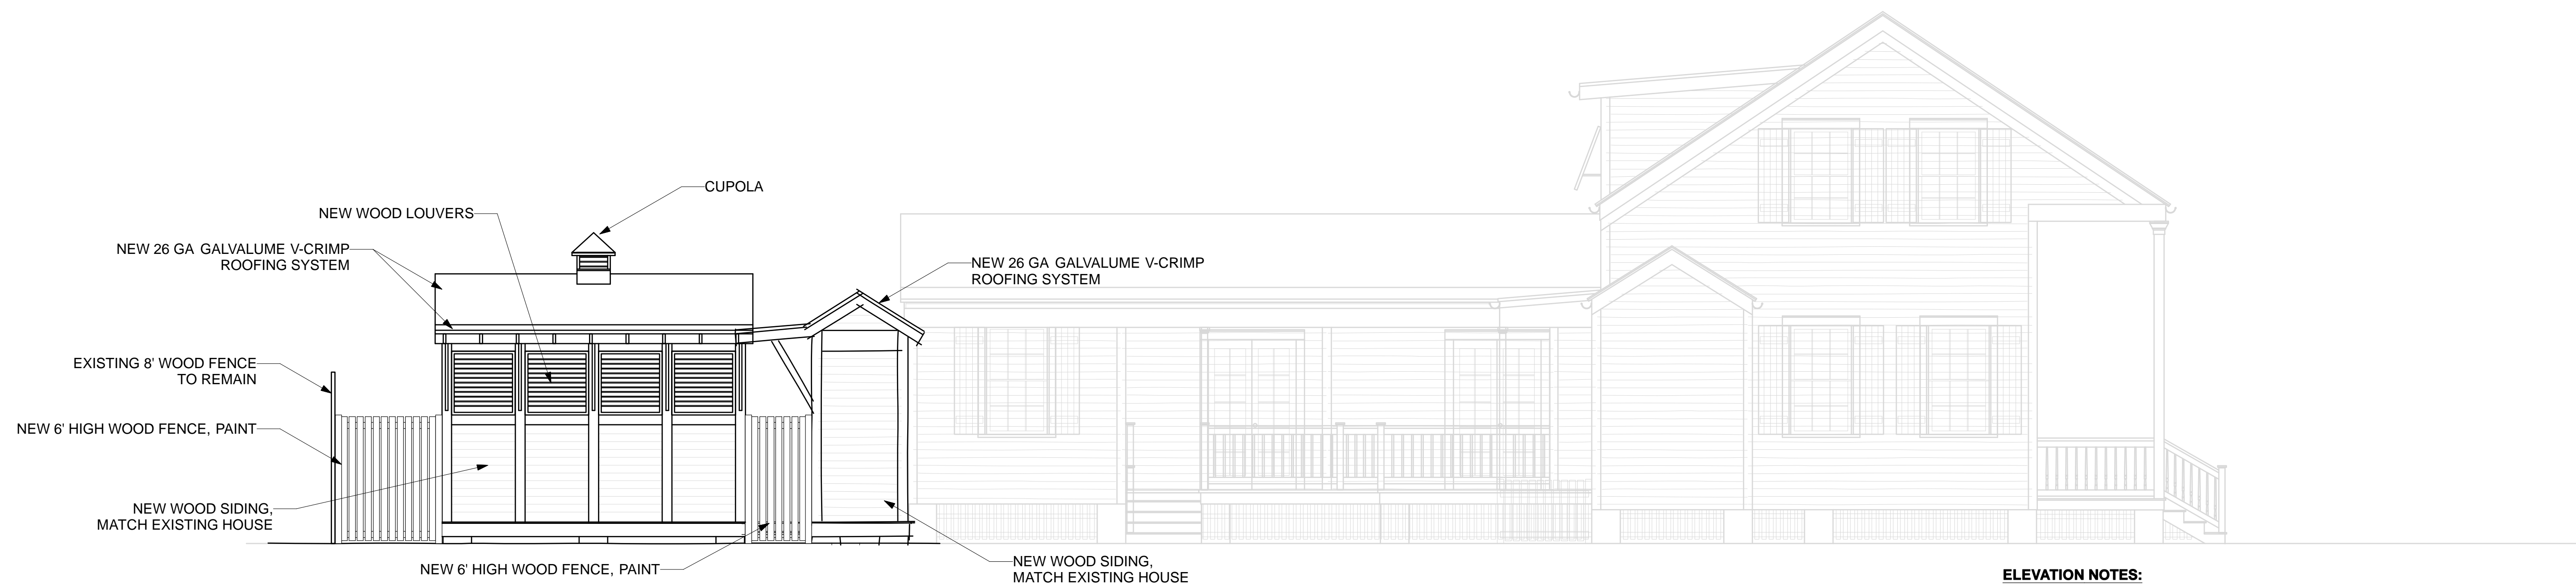 CUPOLA
NEW WOOD LOUVERS
NEW 26 GA GALVALUME V-CRIMP
ROOFING SYSTEM
NEW 26 GA GALVALUME V-CRIMP
ROOFING SYSTEM
EXISTING 8' WOOD FENCE
TO REMAIN
NEW 6' HIGH WOOD FENCE, PAINT
NEW WOOD SIDING,
MATCH EXISTING HOUSE
NEW 6' HIGH WOOD FENCE, PAINT
NEW WOOD SIDING,
MATCH EXISTING HOUSE
ELEVATION NOTES: